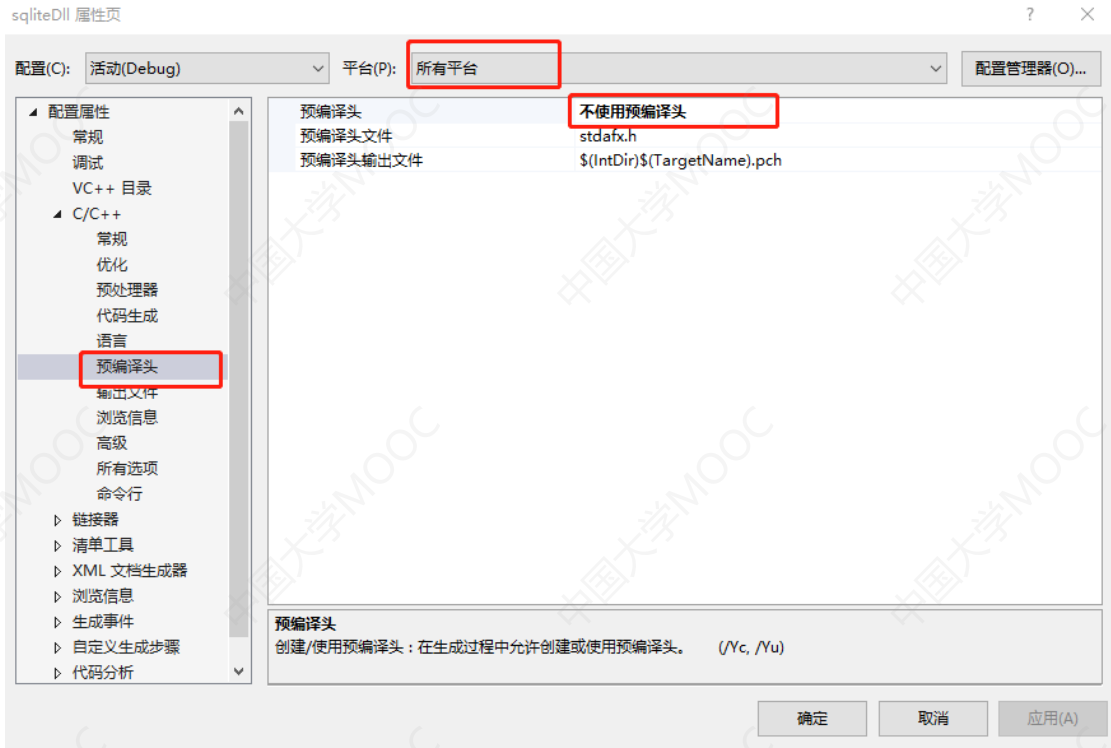 sqliteDll 属性页
配置(C): 活动(Debug) 平台(P): 所有平台 配置管理器(O)...
配置属性
常规
调试
VC++ 目录
C/C++
常规
优化
预处理器
代码生成
语言
预编译头
输出文件
浏览信息
高级
所有选项
命令行
链接器
清单工具
XML 文档生成器
浏览信息
生成事件
自定义生成步骤
代码分析
预编译头 不使用预编译头
预编译头文件 stdafx.h
预编译头输出文件 $(IntDir)$(TargetName).pch
预编译头
创建/使用预编译头：在生成过程中允许创建或使用预编译头。 (/Yc, /Yu)
确定 取消 应用(A)
中国大学MOOC